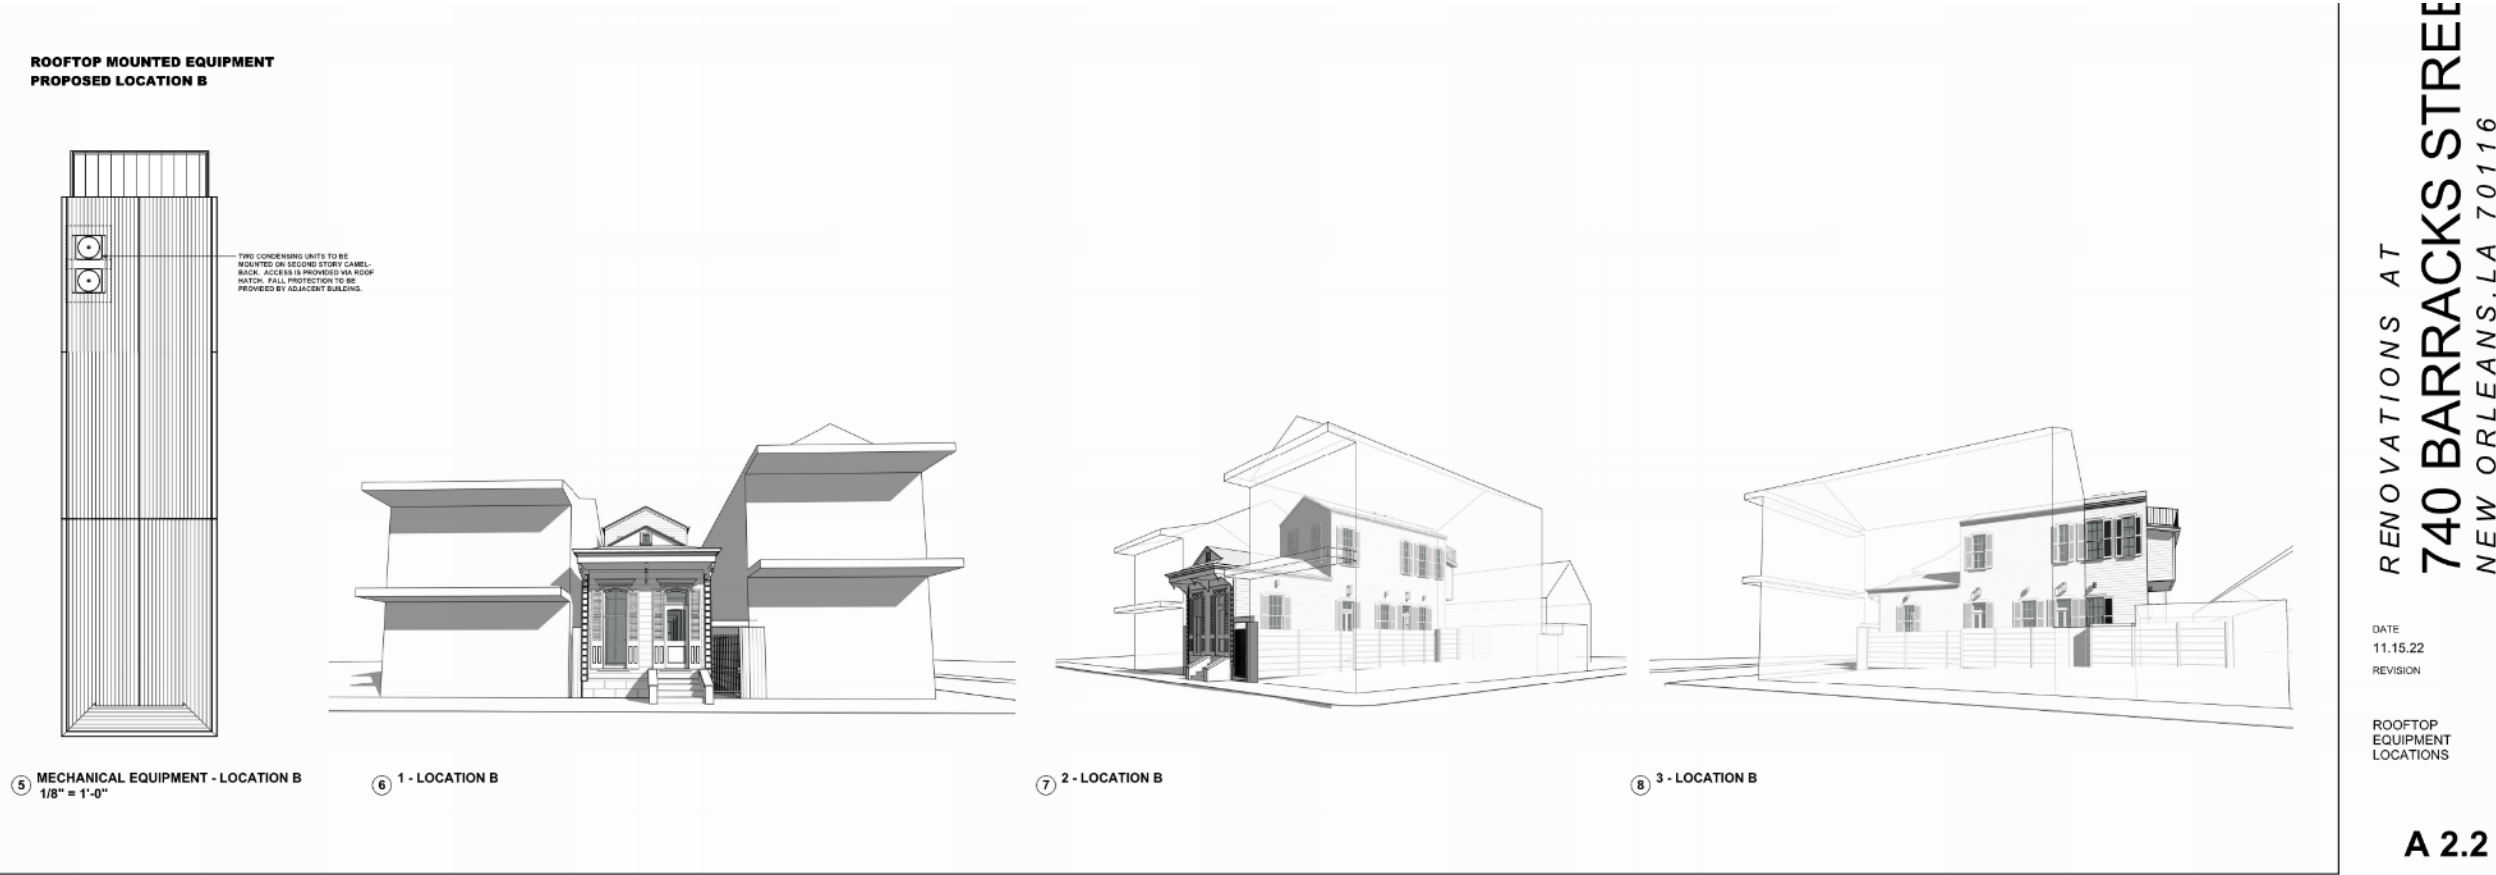 ROOFTOP MOUNTED EQUIPMENT
PROPOSED LOCATION B
TWO CONDENSING UNITS TO BE
MOUNTED ON SECOND STORY CAMEL-
BACK. ACCESS IS PROVIDED VIA ROOF
HATCH. FALL PROTECTION TO BE
PROVIDED BY ADJACENT BUILDING.
5 MECHANICAL EQUIPMENT - LOCATION B
1/8" = 1'-0"
6 1 - LOCATION B
7 2 - LOCATION B
8 3 - LOCATION B
RENOVATIONS AT
740 BARRACKS STREE
NEW ORLEANS.LA 70116
DATE
11.15.22
REVISION
ROOFTOP
EQUIPMENT
LOCATIONS
A 2.2